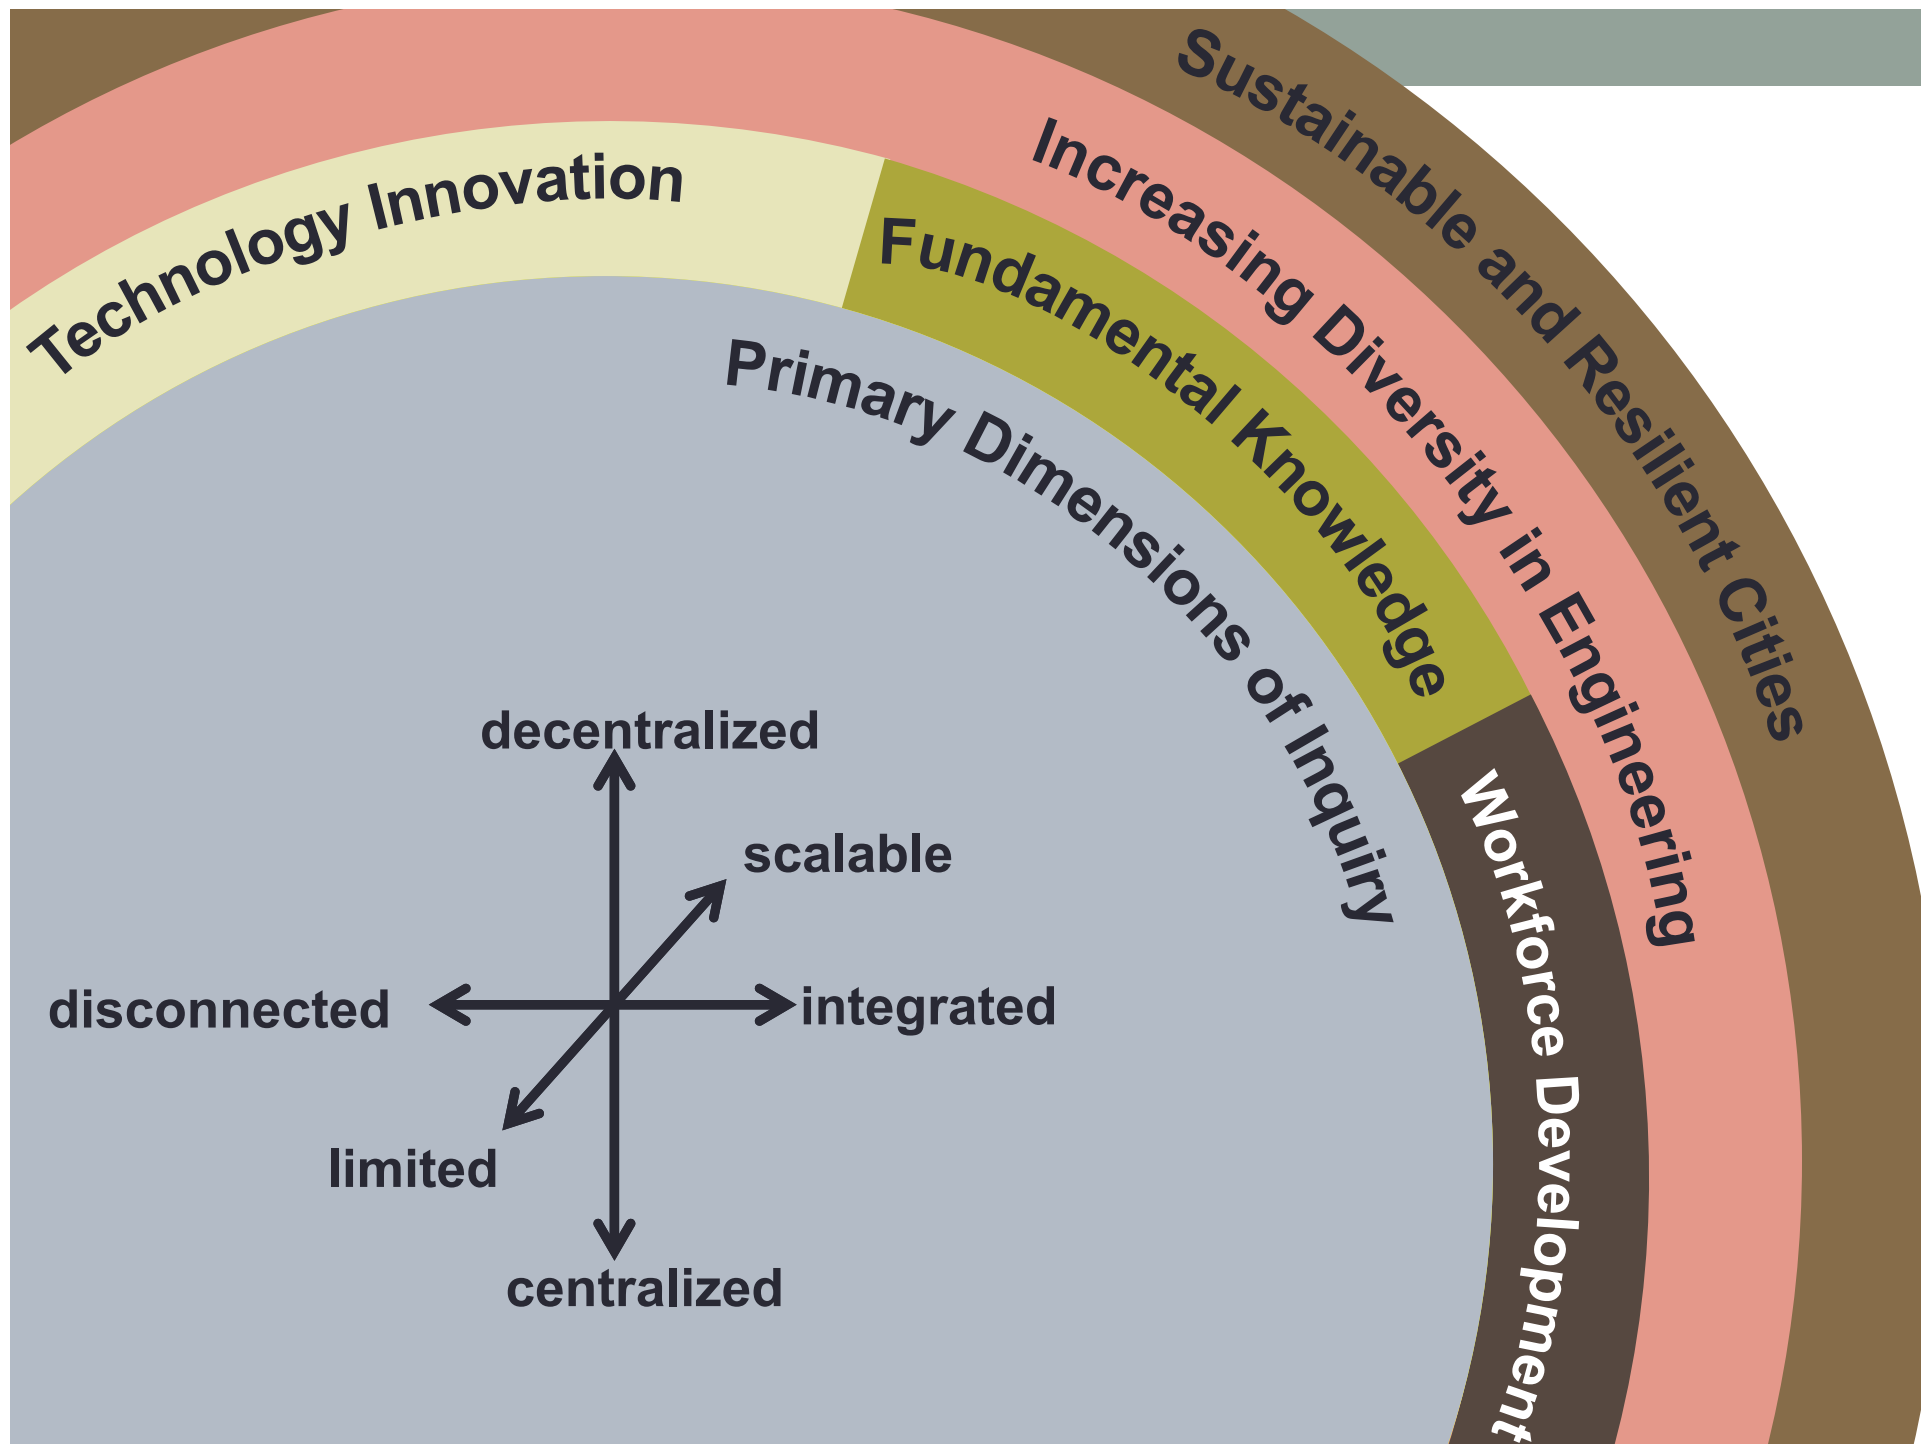 Sustainable and Resilient Cities
Increasing Diversity in Engineering
Technology Innovation
Fundamental Knowledge
Workforce Development
Primary Dimensions of Inquiry
decentralized
scalable
disconnected
integrated
limited
centralized